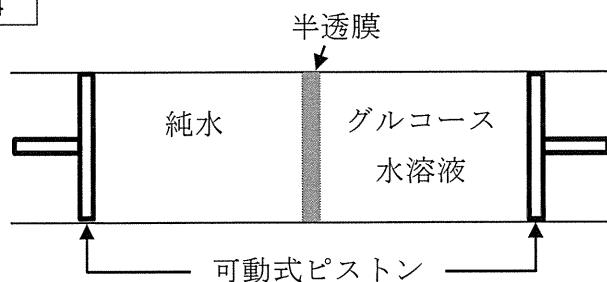 半透膜
純水
グルコース
水溶液
可動式ピストン